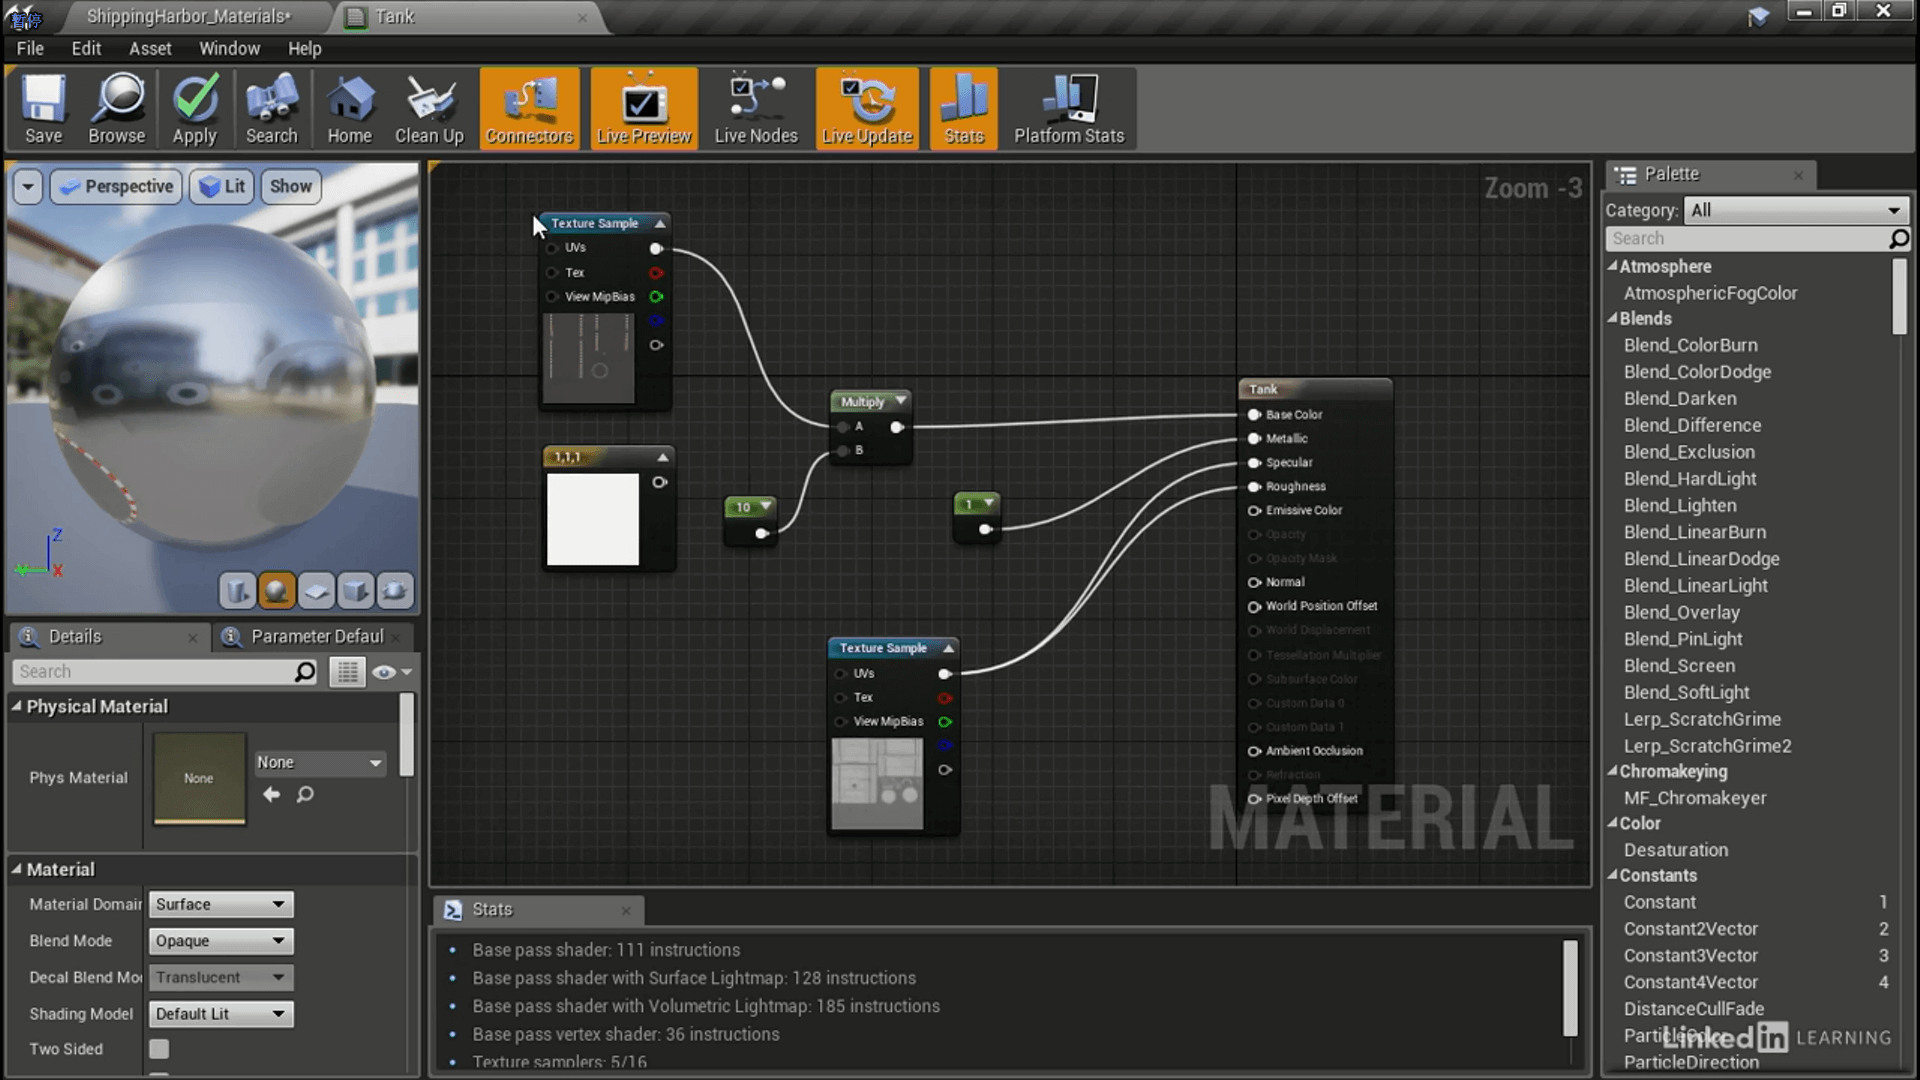 暂停
ShippingHarbor_Materials•
Tank
File
Edit
Asset
Window
Help
Save
Browse
Apply
Search
Home
Clean Up
Connectors
Live Preview
Live Nodes
Live Update
Stats
Platform Stats
Perspective
Lit
Show
Z
Y
X
Zoom -3
Texture Sample
UVs
Tex
View MipBias
1,1,1
10
Multiply
A
B
1
Tank
Base Color
Metallic
Specular
Roughness
Emissive Color
Opacity
Opacity Mask
Normal
World Position Offset
World Displacement
Tessellation Multiplier
Subsurface Color
Custom Data 0
Custom Data 1
Ambient Occlusion
Refraction
Pixel Depth Offset
Texture Sample
UVs
Tex
View MipBias
MATERIAL
Details
Parameter Defaul
Search
Physical Material
Phys Material
None
None
Material
Material Domair
Surface
Blend Mode
Opaque
Decal Blend Mo
Translucent
Shading Model
Default Lit
Two Sided
Stats
Base pass shader: 111 instructions
Base pass shader with Surface Lightmap: 128 instructions
Base pass shader with Volumetric Lightmap: 185 instructions
Base pass vertex shader: 36 instructions
Texture samplers: 5/16
Palette
Category: All
Search
Atmosphere
AtmosphericFogColor
Blends
Blend_ColorBurn
Blend_ColorDodge
Blend_Darken
Blend_Difference
Blend_Exclusion
Blend_HardLight
Blend_Lighten
Blend_LinearBurn
Blend_LinearDodge
Blend_LinearLight
Blend_Overlay
Blend_PinLight
Blend_Screen
Blend_SoftLight
Lerp_ScratchGrime
Lerp_ScratchGrime2
Chromakeying
MF_Chromakeyer
Color
Desaturation
Constants
Constant 1
Constant2Vector 2
Constant3Vector 3
Constant4Vector 4
DistanceCullFade
ParticleColor
LinkedIn LEARNING
ParticleDirection